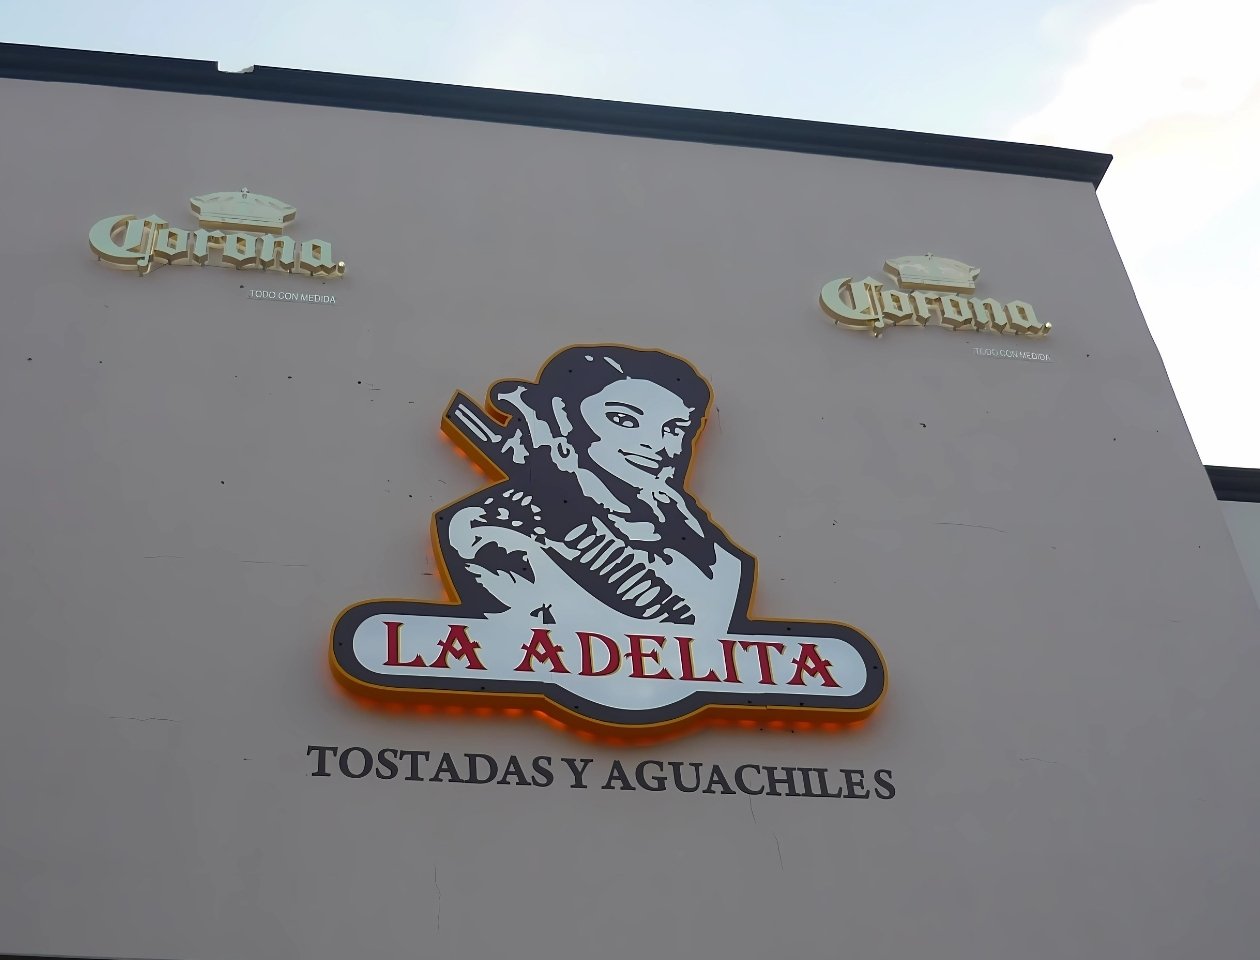 Corona.
TODO CON MEDIDA
Corona.
TODO CON MEDIDA
LA ADELITA
TOSTADAS Y AGUACHILES